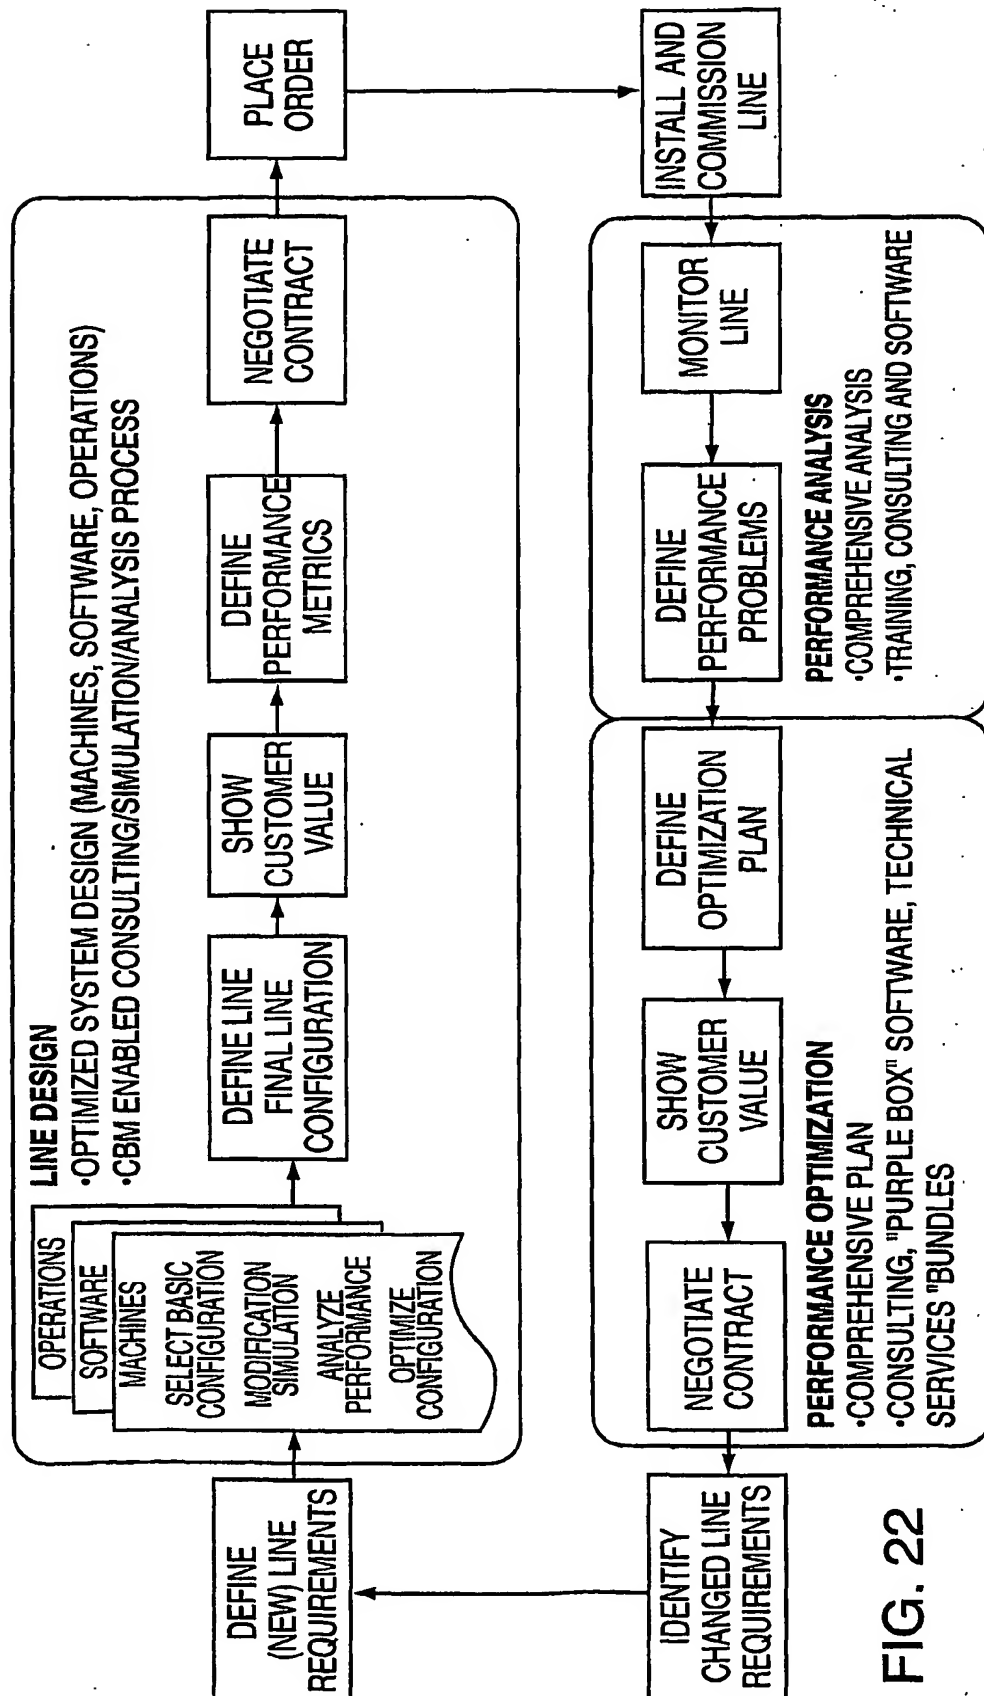 LINE DESIGN
•OPTIMIZED SYSTEM DESIGN (MACHINES, SOFTWARE, OPERATIONS)
•CBM ENABLED CONSULTING/SIMULATION/ANALYSIS PROCESS
DEFINE
(NEW) LINE
REQUIREMENTS
OPERATIONS
SOFTWARE
MACHINES
SELECT BASIC
CONFIGURATION
MODIFICATION
SIMULATION
ANALYZE
PERFORMANCE
OPTIMIZE
CONFIGURATION
DEFINE LINE
FINAL LINE
CONFIGURATION
SHOW
CUSTOMER
VALUE
DEFINE
PERFORMANCE
METRICS
NEGOTIATE
CONTRACT
PLACE
ORDER
IDENTIFY
CHANGED LINE
REQUIREMENTS
NEGOTIATE
CONTRACT
SHOW
CUSTOMER
VALUE
DEFINE
OPTIMIZATION
PLAN
DEFINE
PERFORMANCE
PROBLEMS
MONITOR
LINE
INSTALL AND
COMMISSION
LINE
PERFORMANCE OPTIMIZATION
•COMPREHENSIVE PLAN
•CONSULTING, "PURPLE BOX" SOFTWARE, TECHNICAL
SERVICES "BUNDLES
PERFORMANCE ANALYSIS
•COMPREHENSIVE ANALYSIS
•TRAINING, CONSULTING AND SOFTWARE
FIG. 22